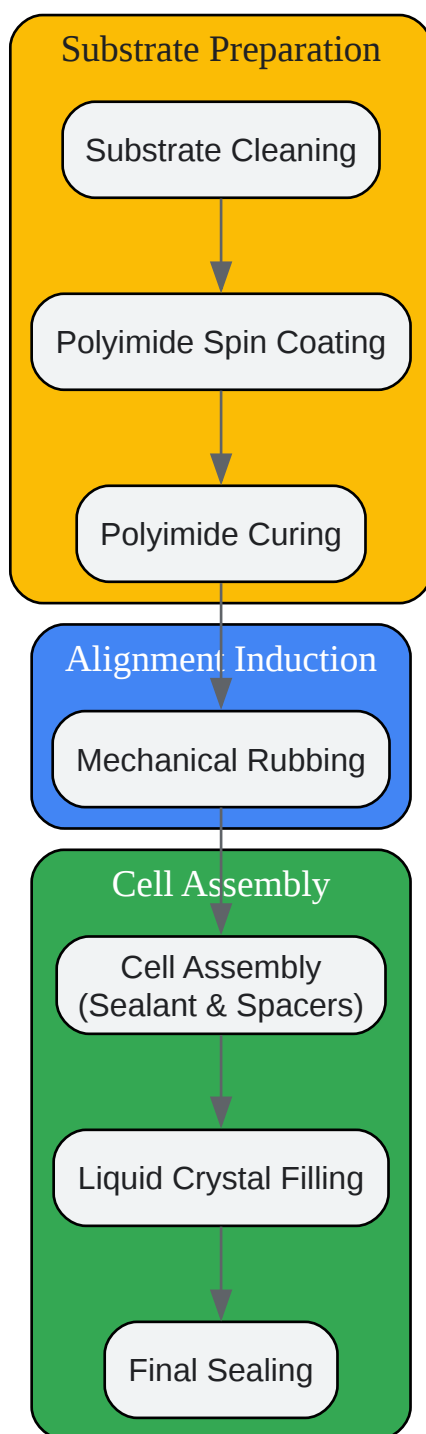 Substrate Preparation
Substrate Cleaning
Polyimide Spin Coating
Polyimide Curing
Alignment Induction
Mechanical Rubbing
Cell Assembly
Cell Assembly
(Sealant & Spacers)
Liquid Crystal Filling
Final Sealing